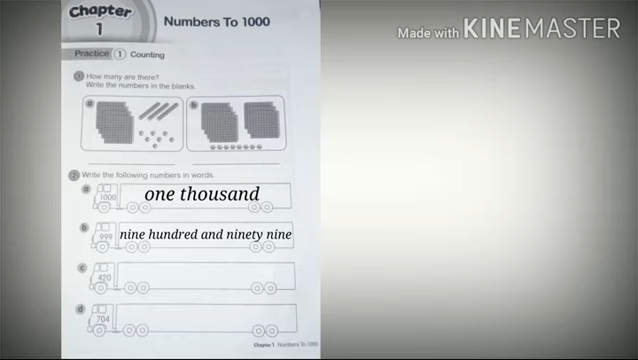 Chapter
1
Numbers To 1000
Made with KINEMASTER
Practice 1 Counting
1 How many are there?
Write the numbers in the blanks.
a b
2 Write the following numbers in words.
a 1000 one thousand
b 999 nine hundred and ninety nine
c 420
d 704
Chapter 1 Numbers To 1000